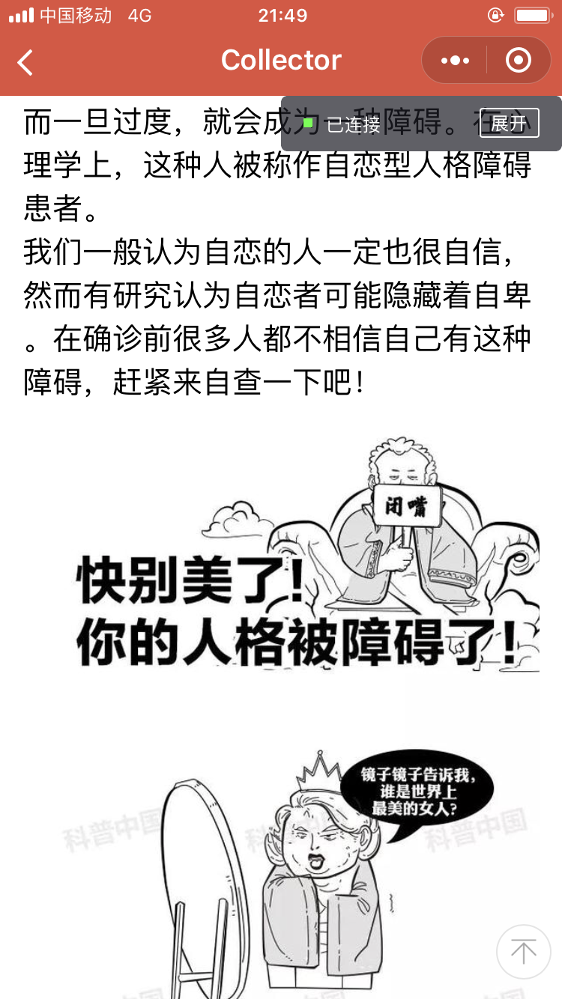 中国移动 4G 21:49
Collector
而一旦过度，就会成为一种障碍。在心
已连接 展开
理学上，这种人被称作自恋型人格障碍
患者。
我们一般认为自恋的人一定也很自信，
然而有研究认为自恋者可能隐藏着自卑
。在确诊前很多人都不相信自己有这种
障碍，赶紧来自查一下吧！
闭嘴
快别美了!
你的人格被障碍了!
镜子镜子告诉我，
谁是世界上
最美的女人?
科普中国
科普中国
科普中国